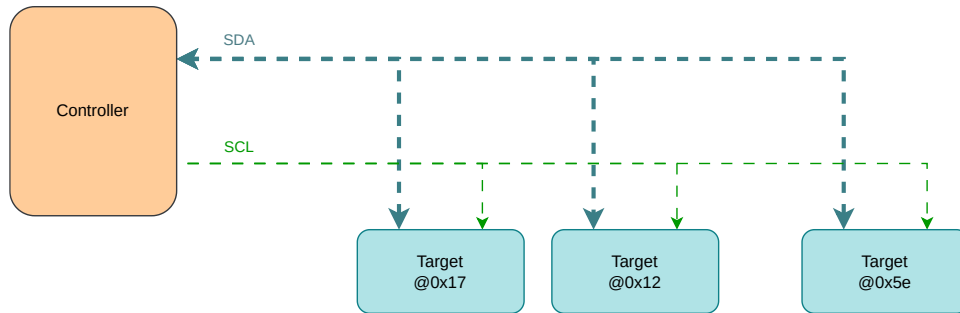 SDA
Controller
SCL
Target
@0x17
Target
@0x12
Target
@0x5e